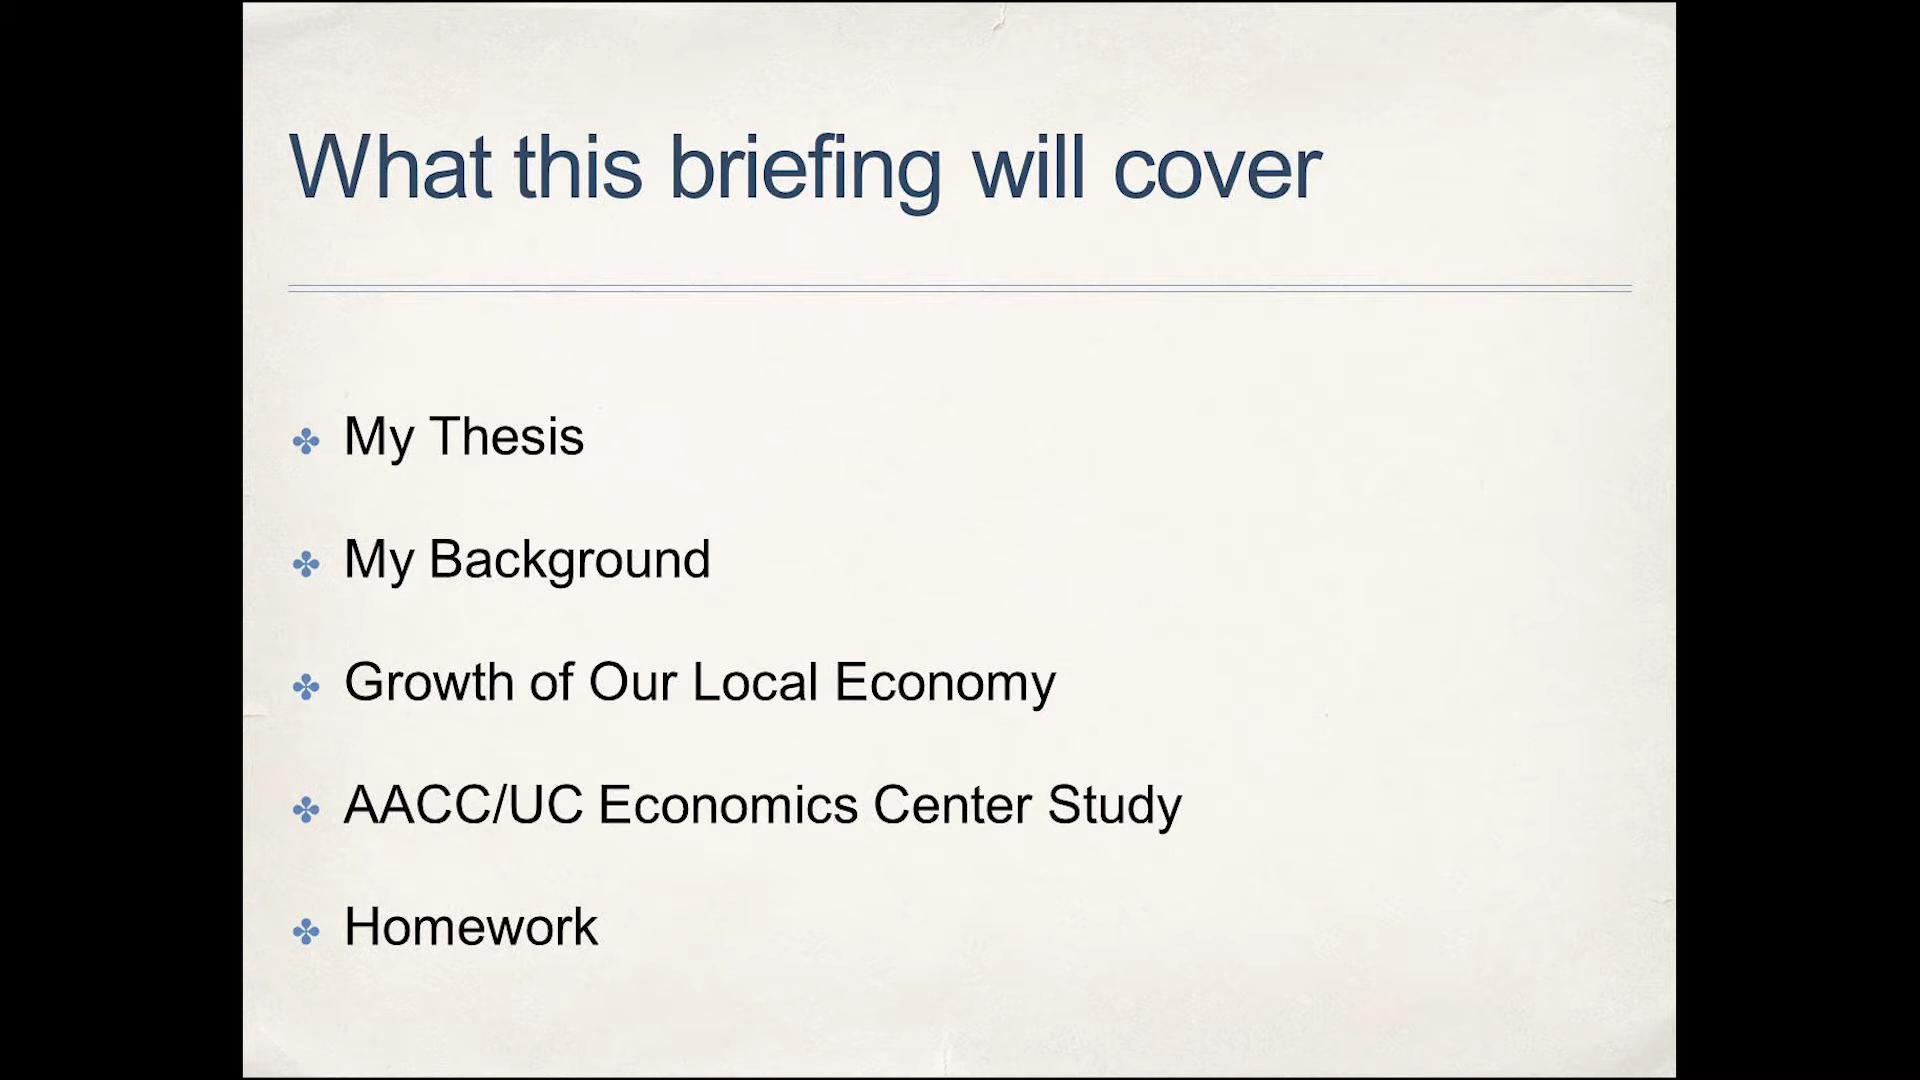 What this briefing will cover
My Thesis
My Background
Growth of Our Local Economy
AACC/UC Economics Center Study
Homework